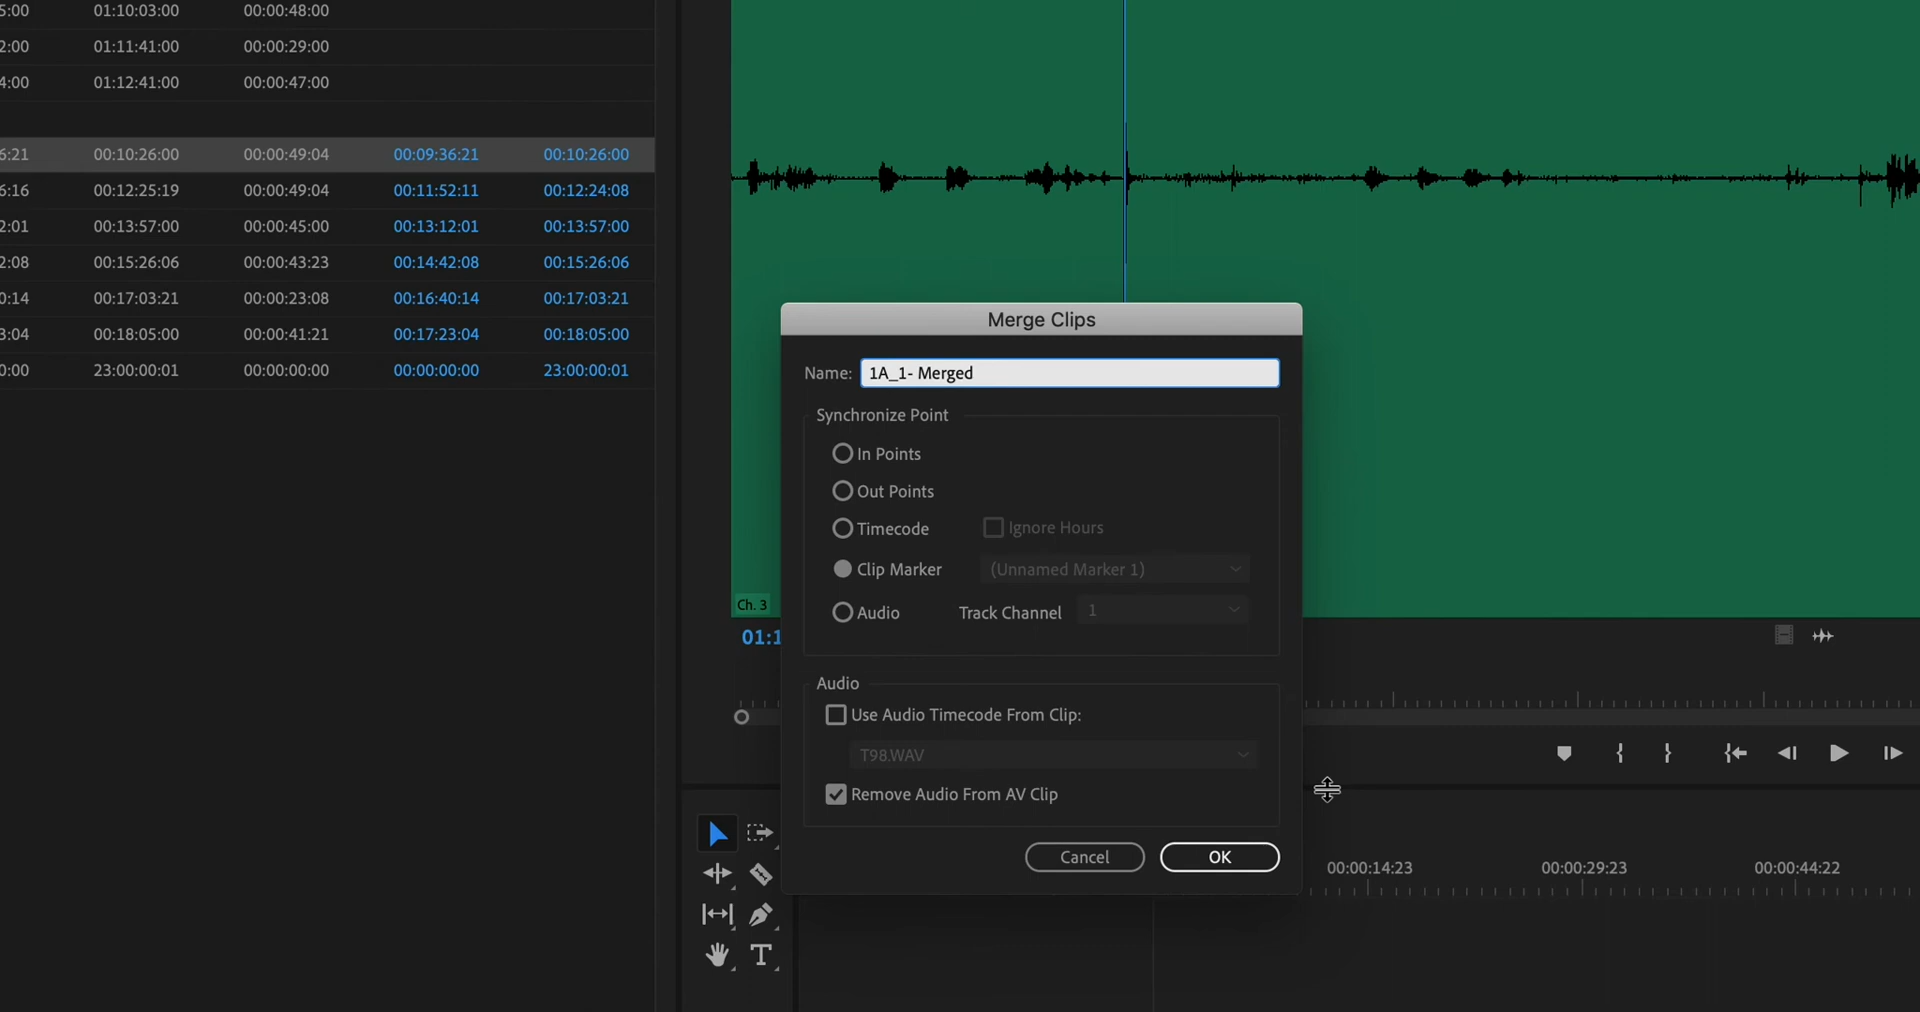 5:00 01:10:03:00 00:00:48:00
2:00 01:11:41:00 00:00:29:00
4:00 01:12:41:00 00:00:47:00
6:21 00:10:26:00 00:00:49:04 00:09:36:21 00:10:26:00
6:16 00:12:25:19 00:00:49:04 00:11:52:11 00:12:24:08
2:01 00:13:57:00 00:00:45:00 00:13:12:01 00:13:57:00
2:08 00:15:26:06 00:00:43:23 00:14:42:08 00:15:26:06
0:14 00:17:03:21 00:00:23:08 00:16:40:14 00:17:03:21
3:04 00:18:05:00 00:00:41:21 00:17:23:04 00:18:05:00
0:00 23:00:00:01 00:00:00:00 00:00:00:00 23:00:00:01
Merge Clips
Name: 1A_1- Merged
Synchronize Point
In Points
Out Points
Timecode Ignore Hours
Clip Marker (Unnamed Marker 1)
Audio Track Channel 1
Audio
Use Audio Timecode From Clip:
T98.WAV
Remove Audio From AV Clip
Cancel OK
Ch. 3
01:1
00:00:14:23 00:00:29:23 00:00:44:22